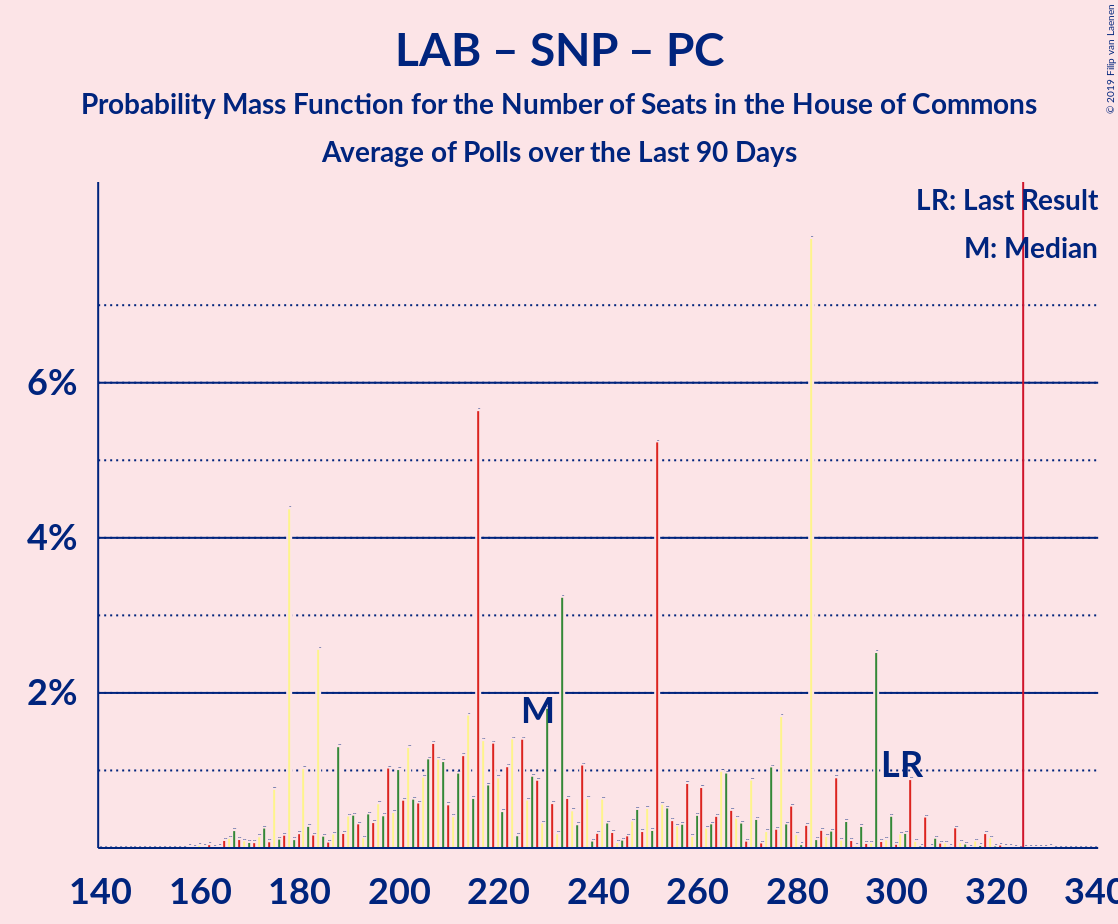 LAB – SNP – PC
Probability Mass Function for the Number of Seats in the House of Commons
Average of Polls over the Last 90 Days
© 2019 Filip van Laenen
LR: Last Result
M: Median
6%
4%
2%
M
LR
140 160 180 200 220 240 260 280 300 320 340